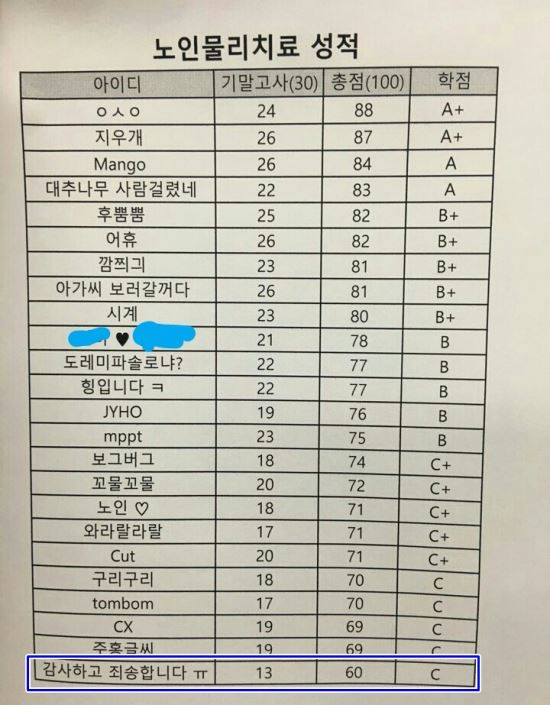 노인물리치료 성적
아이디 기말고사(30) 총점(100) 학점
ㅇㅅㅇ 24 88 A+
지우개 26 87 A+
Mango 26 84 A
대추나무 사람걸렸네 22 83 A
후뿜뿜 25 82 B+
어휴 26 82 B+
깜찍긔 23 81 B+
아가씨 보러갈꺼다 26 81 B+
시계 23 80 B+
♥ 21 78 B
도레미파솔로냐? 22 77 B
힝입니다 ㅋ 22 77 B
JYHO 19 76 B
mppt 23 75 B
보그버그 18 74 C+
꼬물꼬물 20 72 C+
노인 ♡ 18 71 C+
와라랄라랄 17 71 C+
Cut 20 71 C+
구리구리 18 70 C
tombom 17 70 C
CX 19 69 C
주홍글씨 19 69 C
감사하고 죄송합니다 ㅠ 13 60 C